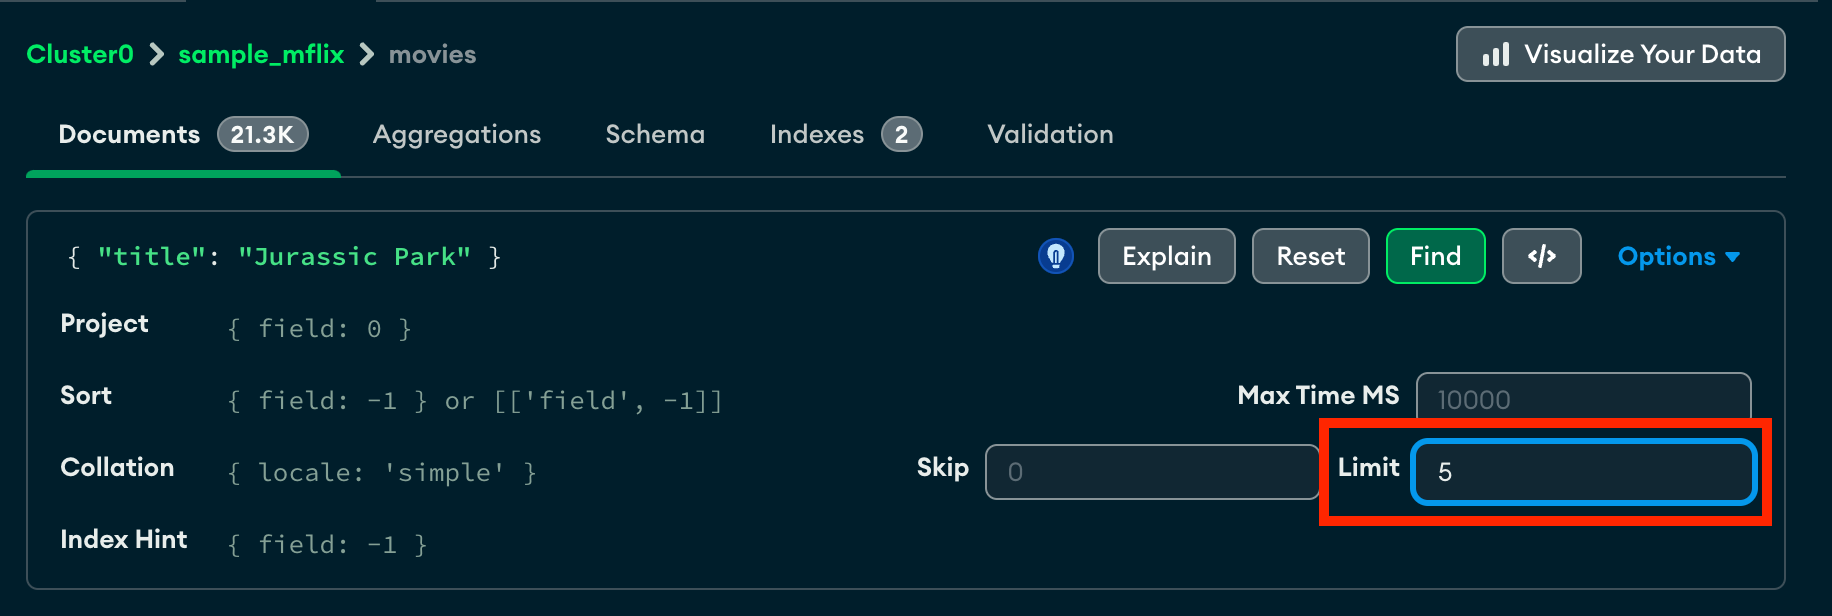 Cluster0 > sample_mflix > movies
Visualize Your Data
Documents 21.3K Aggregations Schema Indexes 2 Validation
{ "title": "Jurassic Park" }
Explain Reset Find </> Options
Project { field: 0 }
Sort { field: -1 } or [['field', -1]]
Max Time MS 10000
Collation { locale: 'simple' }
Skip 0 Limit 5
Index Hint { field: -1 }